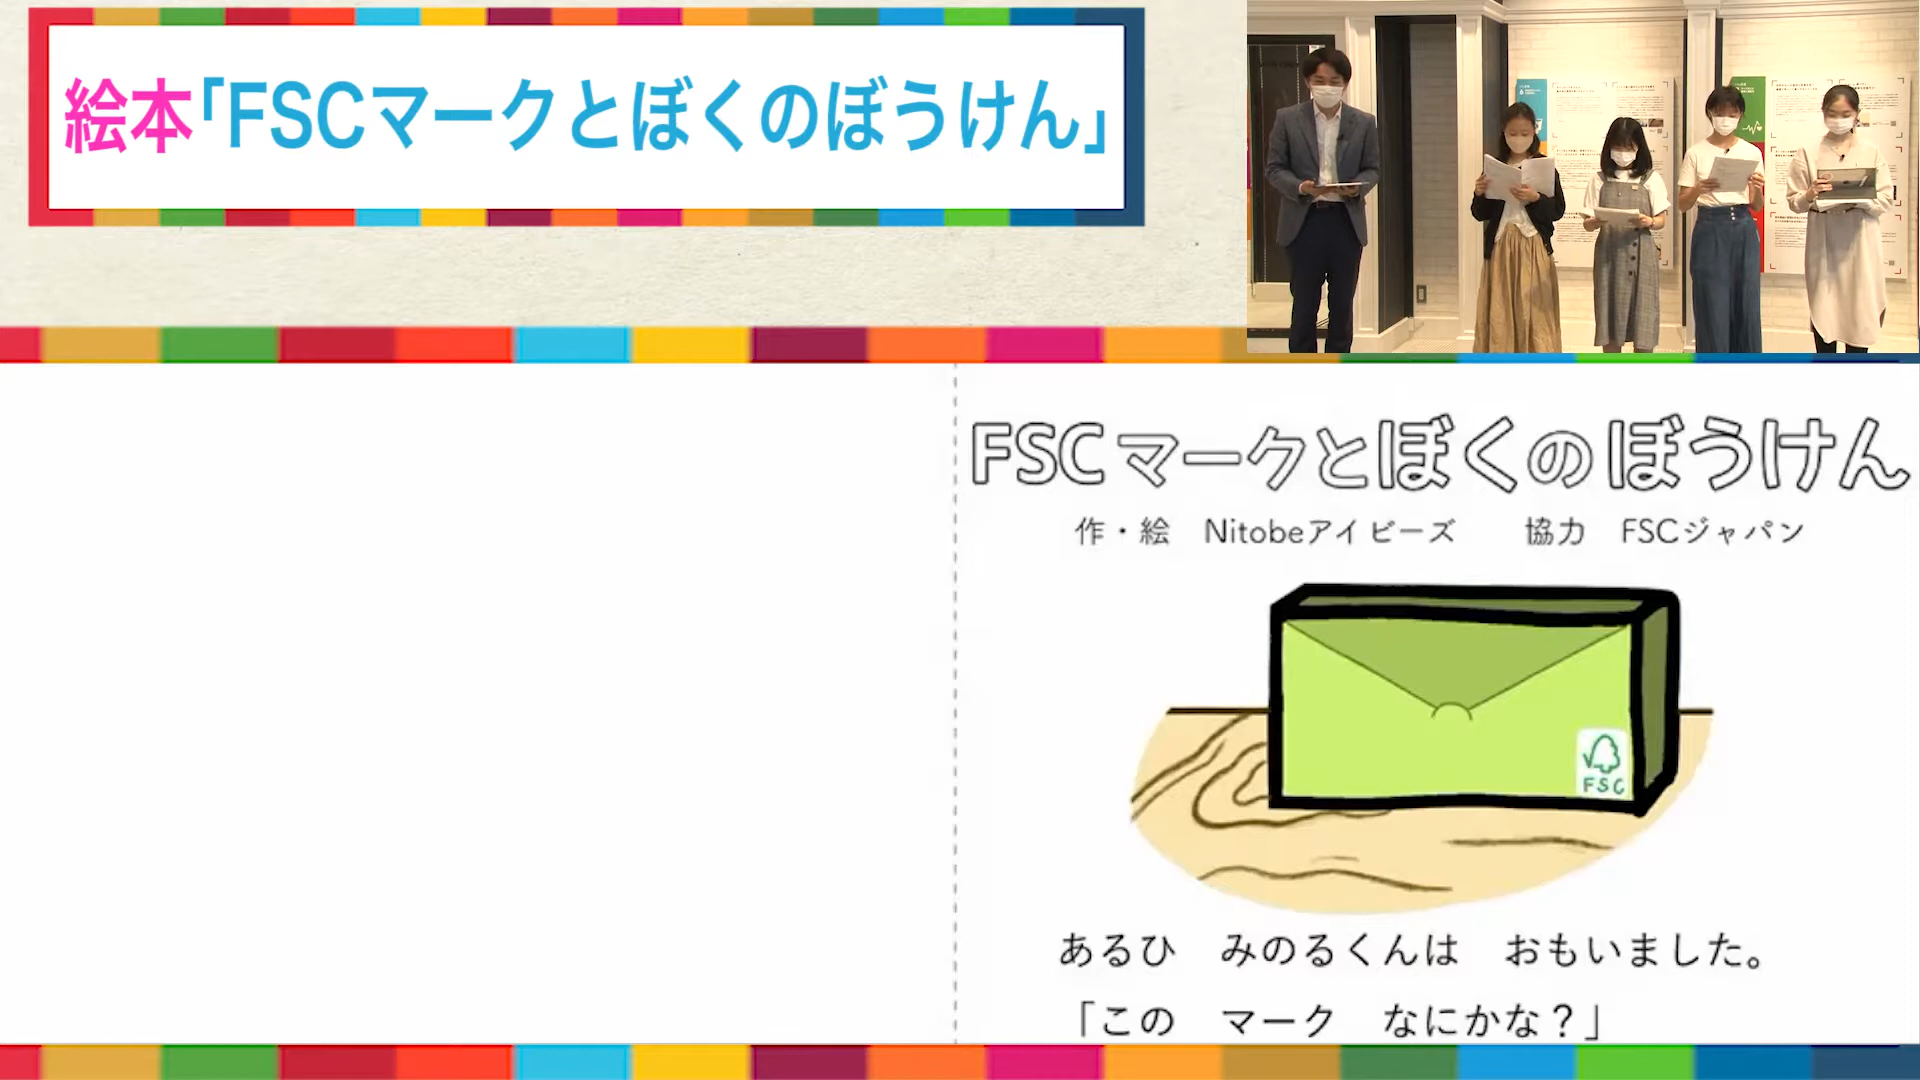 絵本「FSCマークとぼくのぼうけん」
FSCマークとぼくのぼうけん
作・絵　Nitobeアイビーズ　　協力　FSCジャパン
FSC
あるひ　みのるくんは　おもいました。
「この　マーク　なにかな？」